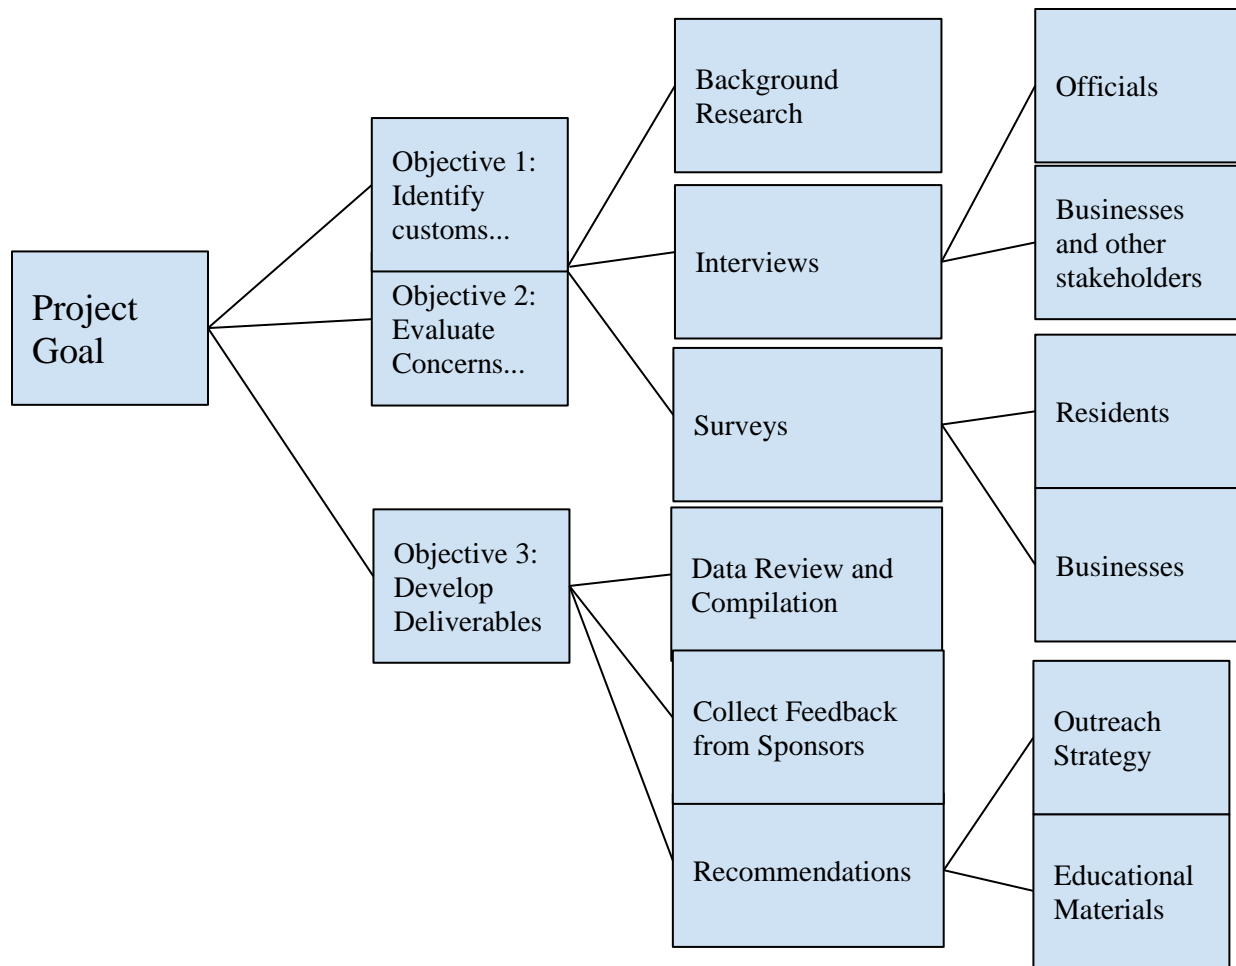 Project
Goal
Objective 1:
Identify
customs...
Objective 2:
Evaluate
Concerns...
Objective 3:
Develop
Deliverables
Background
Research
Interviews
Surveys
Data Review and
Compilation
Collect Feedback
from Sponsors
Recommendations
Officials
Businesses
and other
stakeholders
Residents
Businesses
Outreach
Strategy
Educational
Materials